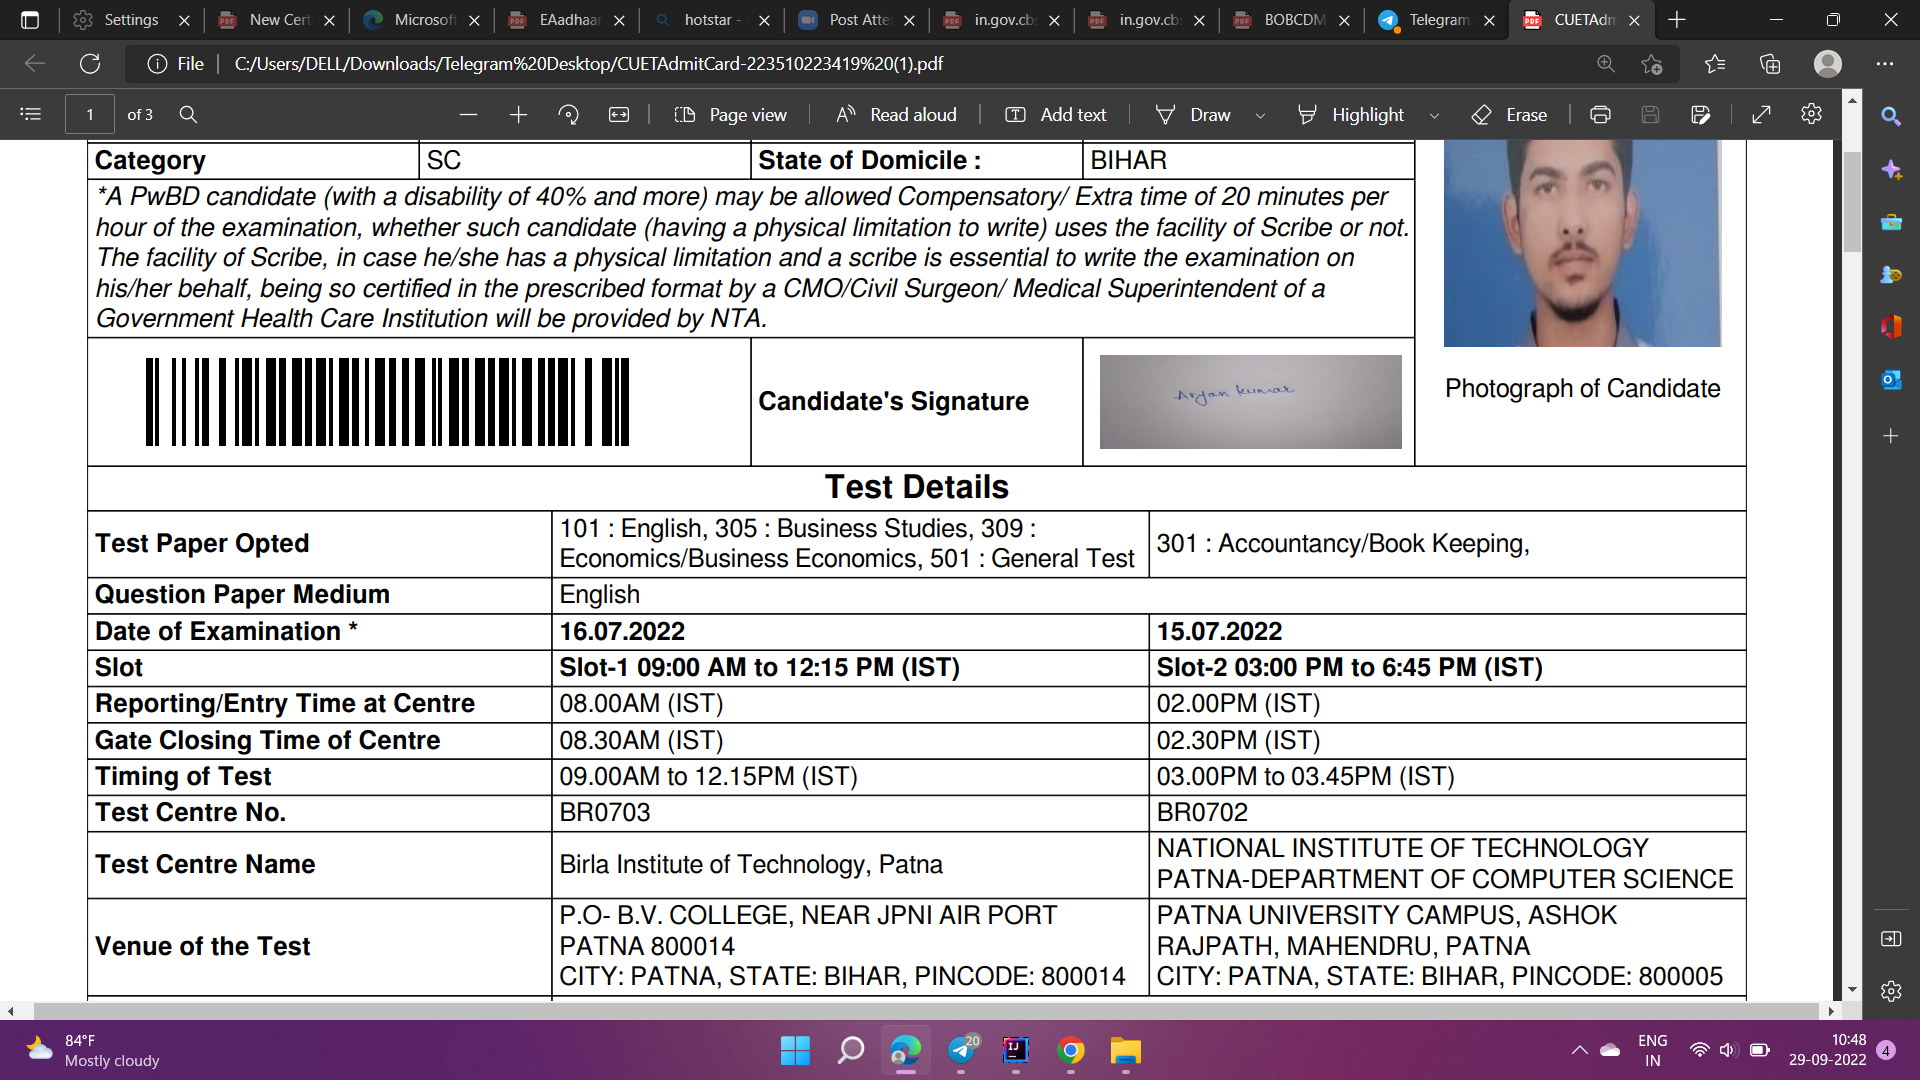 Settings
New Cert
Microsoft
EAadhaar
hotstar -
Post Atte
in.gov.cbs
in.gov.cbs
BOBCDM
Telegram
CUETAdm
File
C:/Users/DELL/Downloads/Telegram%20Desktop/CUETAdmitCard-223510223419%20(1).pdf
1 of 3
Page view
Read aloud
Add text
Draw
Highlight
Erase
Category SC State of Domicile : BIHAR
*A PwBD candidate (with a disability of 40% and more) may be allowed Compensatory/ Extra time of 20 minutes per
hour of the examination, whether such candidate (having a physical limitation to write) uses the facility of Scribe or not.
The facility of Scribe, in case he/she has a physical limitation and a scribe is essential to write the examination on
his/her behalf, being so certified in the prescribed format by a CMO/Civil Surgeon/ Medical Superintendent of a
Government Health Care Institution will be provided by NTA.
Candidate's Signature
Aryan kumar
Photograph of Candidate
Test Details
Test Paper Opted
101 : English, 305 : Business Studies, 309 :
Economics/Business Economics, 501 : General Test
301 : Accountancy/Book Keeping,
Question Paper Medium English
Date of Examination * 16.07.2022 15.07.2022
Slot Slot-1 09:00 AM to 12:15 PM (IST) Slot-2 03:00 PM to 6:45 PM (IST)
Reporting/Entry Time at Centre 08.00AM (IST) 02.00PM (IST)
Gate Closing Time of Centre 08.30AM (IST) 02.30PM (IST)
Timing of Test 09.00AM to 12.15PM (IST) 03.00PM to 03.45PM (IST)
Test Centre No. BR0703 BR0702
Test Centre Name
Birla Institute of Technology, Patna
NATIONAL INSTITUTE OF TECHNOLOGY
PATNA-DEPARTMENT OF COMPUTER SCIENCE
Venue of the Test
P.O- B.V. COLLEGE, NEAR JPNI AIR PORT
PATNA 800014
CITY: PATNA, STATE: BIHAR, PINCODE: 800014
PATNA UNIVERSITY CAMPUS, ASHOK
RAJPATH, MAHENDRU, PATNA
CITY: PATNA, STATE: BIHAR, PINCODE: 800005
84°F
Mostly cloudy
20
ENG
IN
10:48
29-09-2022
4